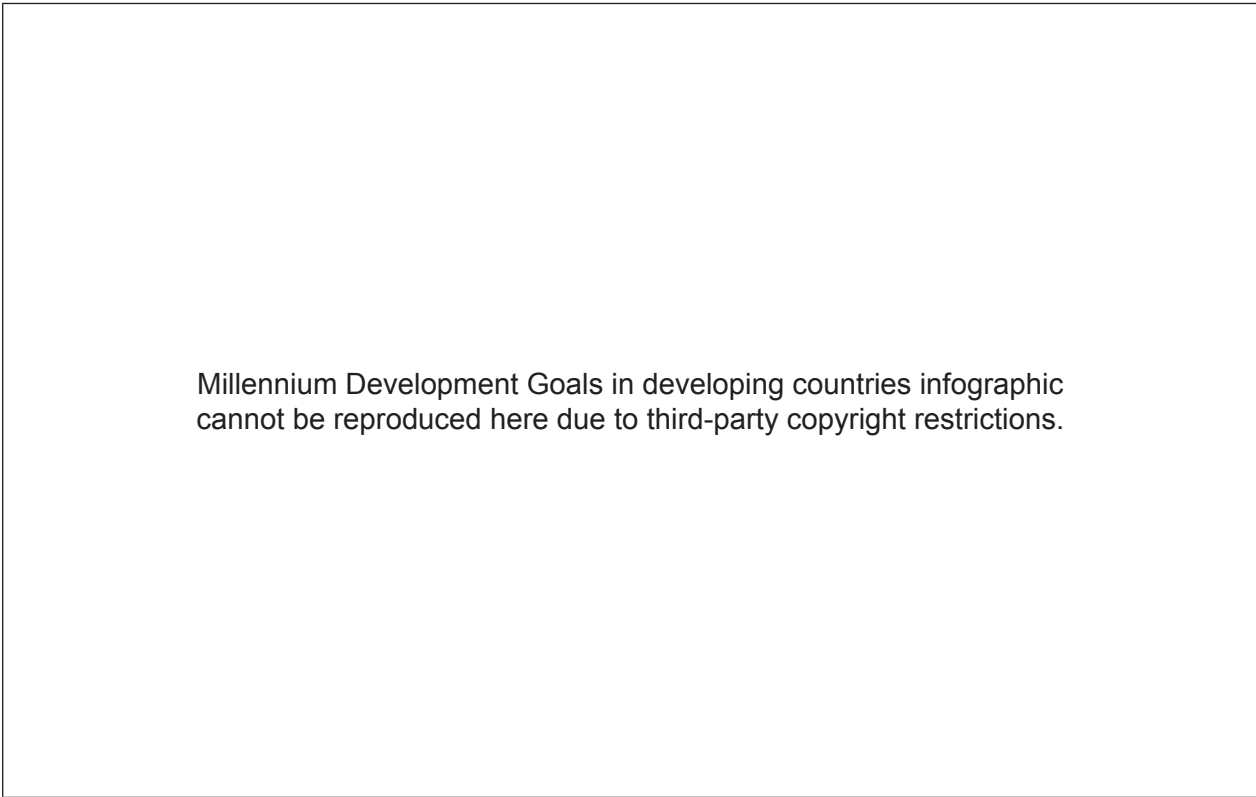 Millennium Development Goals in developing countries infographic
cannot be reproduced here due to third-party copyright restrictions.